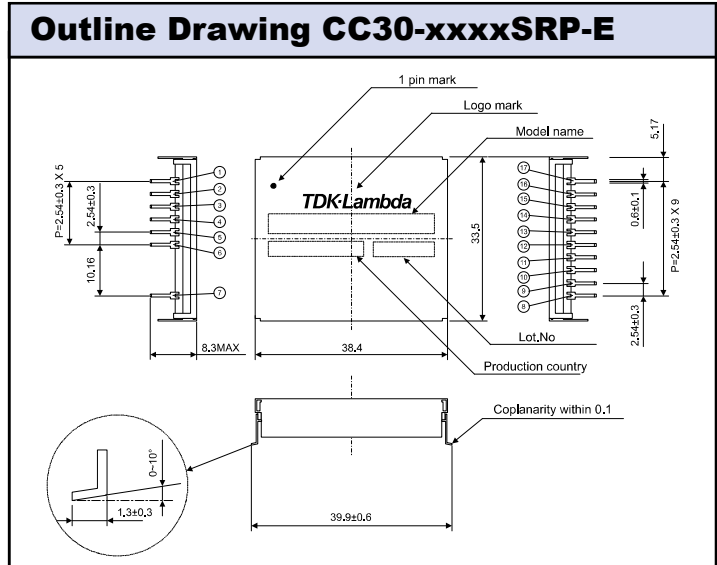 Outline Drawing CC30-xxxxSRP-E
1 pin mark
Logo mark
Model name
TDK·Lambda
Lot.No
Production country
P=2.54±0.3 X 5
2.54±0.3
10.16
8.3MAX
1
2
3
4
5
6
7
38.4
33.5
17
16
15
14
13
12
11
10
9
8
5.17
0.6±0.1
P=2.54±0.3 X 9
2.54±0.3
Coplanarity within 0.1
0~10°
1.3±0.3
39.9±0.6